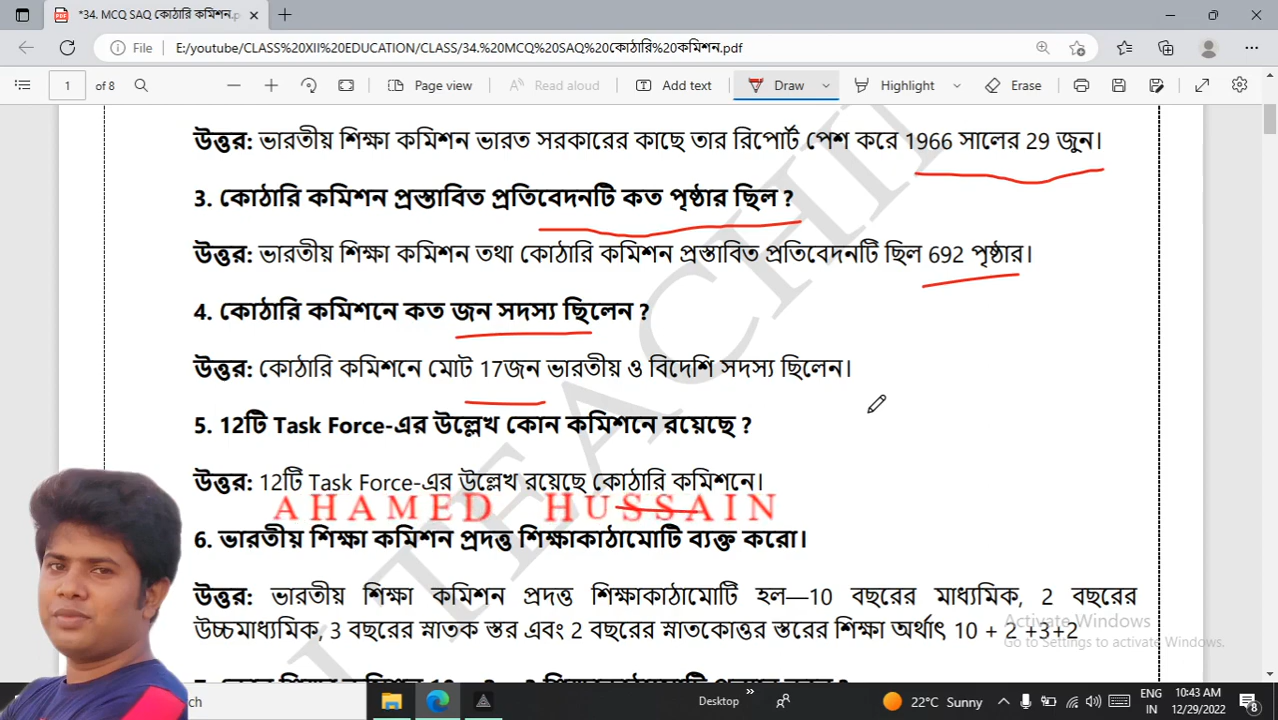 *34. MCQ SAQ কোঠারি কমিশন.p
File E:/youtube/CLASS%20XII%20EDUCATION/CLASS/34.%20MCQ%20SAQ%20কোঠারি%20কমিশন.pdf
1 of 8 Page view Read aloud Add text Draw Highlight Erase
উত্তর: ভারতীয় শিক্ষা কমিশন ভারত সরকারের কাছে তার রিপোর্ট পেশ করে 1966 সালের 29 জুন।
3. কোঠারি কমিশন প্রস্তাবিত প্রতিবেদনটি কত পৃষ্ঠার ছিল ?
উত্তর: ভারতীয় শিক্ষা কমিশন তথা কোঠারি কমিশন প্রস্তাবিত প্রতিবেদনটি ছিল 692 পৃষ্ঠার।
4. কোঠারি কমিশনে কত জন সদস্য ছিলেন ?
উত্তর: কোঠারি কমিশনে মোট 17জন ভারতীয় ও বিদেশি সদস্য ছিলেন।
5. 12টি Task Force-এর উল্লেখ কোন কমিশনে রয়েছে ?
উত্তর: 12টি Task Force-এর উল্লেখ রয়েছে কোঠারি কমিশনে।
AHAMED HUSSAIN
6. ভারতীয় শিক্ষা কমিশন প্রদত্ত শিক্ষাকাঠামোটি ব্যক্ত করো।
উত্তর: ভারতীয় শিক্ষা কমিশন প্রদত্ত শিক্ষাকাঠামোটি হল—10 বছরের মাধ্যমিক, 2 বছরের
উচ্চমাধ্যমিক, 3 বছরের স্নাতক স্তর এবং 2 বছরের স্নাতকোত্তর স্তরের শিক্ষা অর্থাৎ 10 + 2 +3+2
Activate Windows
Go to Settings to activate Windows.
TEACHI
rch Desktop 22°C Sunny ENG IN 10:43 AM 12/29/2022 8